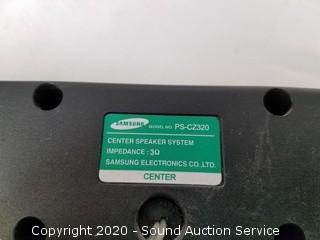 SAMSUNG MODEL NO. PS-CZ320
CENTER SPEAKER SYSTEM
IMPEDANCE : 3Ω
SAMSUNG ELECTRONICS CO.,LTD.
CENTER
Copyright 2020 - Sound Auction Service